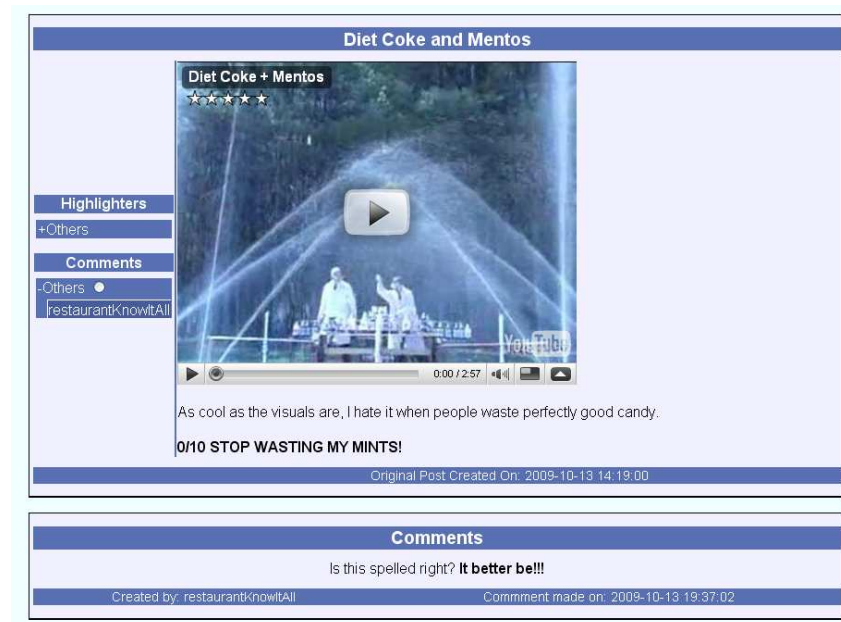 Diet Coke and Mentos
Diet Coke + Mentos
Highlighters
+Others
Comments
-Others
restaurantKnowItAll
YouTube
0:00 / 2:57
As cool as the visuals are, I hate it when people waste perfectly good candy.
0/10 STOP WASTING MY MINTS!
Original Post Created On: 2009-10-13 14:19:00
Comments
Is this spelled right? It better be!!!
Created by: restaurantKnowItAll Commment made on: 2009-10-13 19:37:02